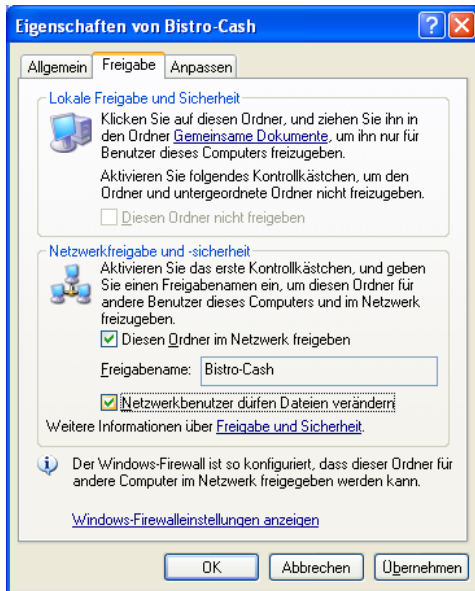 Eigenschaften von Bistro-Cash
Allgemein Freigabe Anpassen
Lokale Freigabe und Sicherheit
Klicken Sie auf diesen Ordner, und ziehen Sie ihn in
den Ordner Gemeinsame Dokumente, um ihn nur für
Benutzer dieses Computers freizugeben.
Aktivieren Sie folgendes Kontrollkästchen, um den
Ordner und untergeordnete Ordner nicht freizugeben.
Diesen Ordner nicht freigeben
Netzwerkfreigabe und -sicherheit
Aktivieren Sie das erste Kontrollkästchen, und geben
Sie einen Freigabenamen ein, um diesen Ordner für
andere Benutzer dieses Computers und im Netzwerk
freizugeben.
Diesen Ordner im Netzwerk freigeben
Freigabename: Bistro-Cash
Netzwerkbenutzer dürfen Dateien verändern
Weitere Informationen über Freigabe und Sicherheit.
Der Windows-Firewall ist so konfiguriert, dass dieser Ordner für
andere Computer im Netzwerk freigegeben werden kann.
Windows-Firewalleinstellungen anzeigen
OK Abbrechen Übernehmen